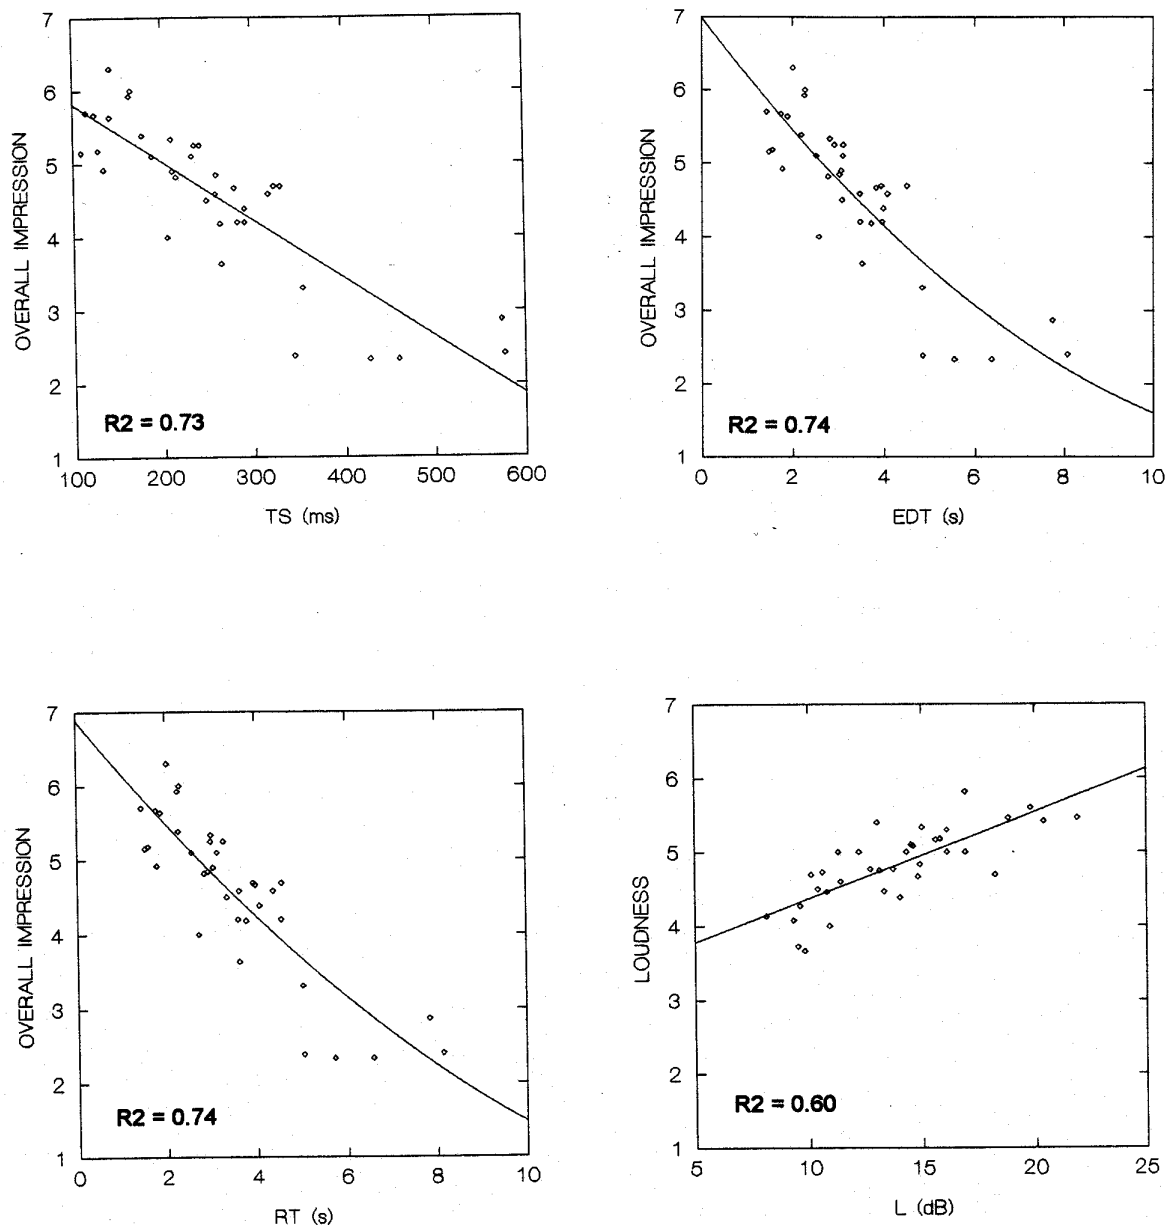 7
6
5
4
3
2
1
OVERALL IMPRESSION
R2 = 0.73
100 200 300 400 500 600
TS (ms)
7
6
5
4
3
2
1
OVERALL IMPRESSION
R2 = 0.74
0 2 4 6 8 10
EDT (s)
7
6
5
4
3
2
1
OVERALL IMPRESSION
R2 = 0.74
0 2 4 6 8 10
RT (s)
7
6
5
4
3
2
1
LOUDNESS
R2 = 0.60
5 10 15 20 25
L (dB)